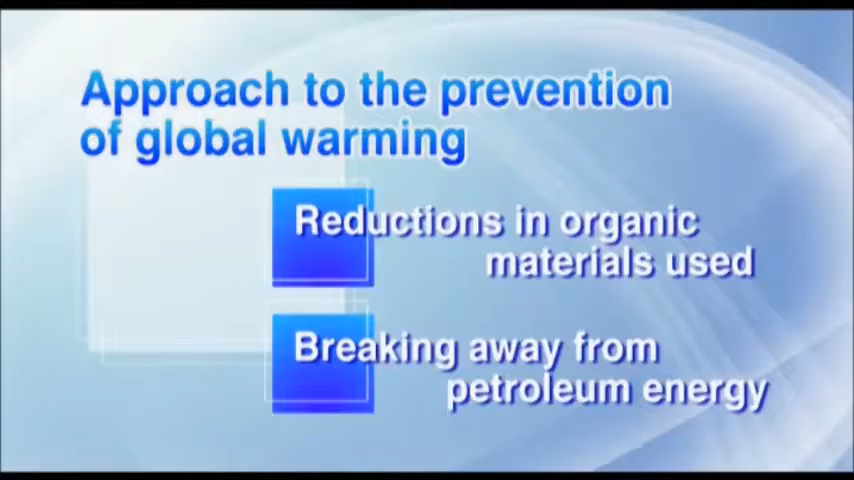 Approach to the prevention
of global warming
Reductions in organic
materials used
Breaking away from
petroleum energy